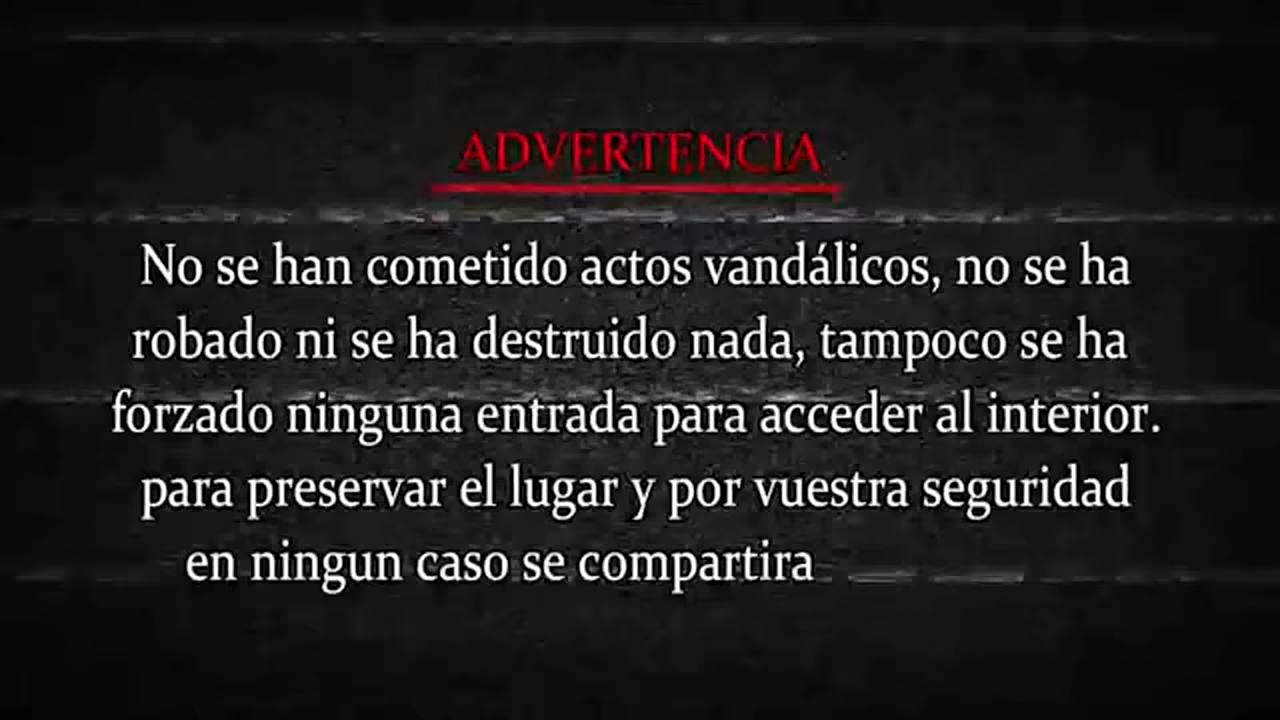 ADVERTENCIA
No se han cometido actos vandálicos, no se ha
robado ni se ha destruido nada, tampoco se ha
forzado ninguna entrada para acceder al interior.
para preservar el lugar y por vuestra seguridad
en ningun caso se compartira